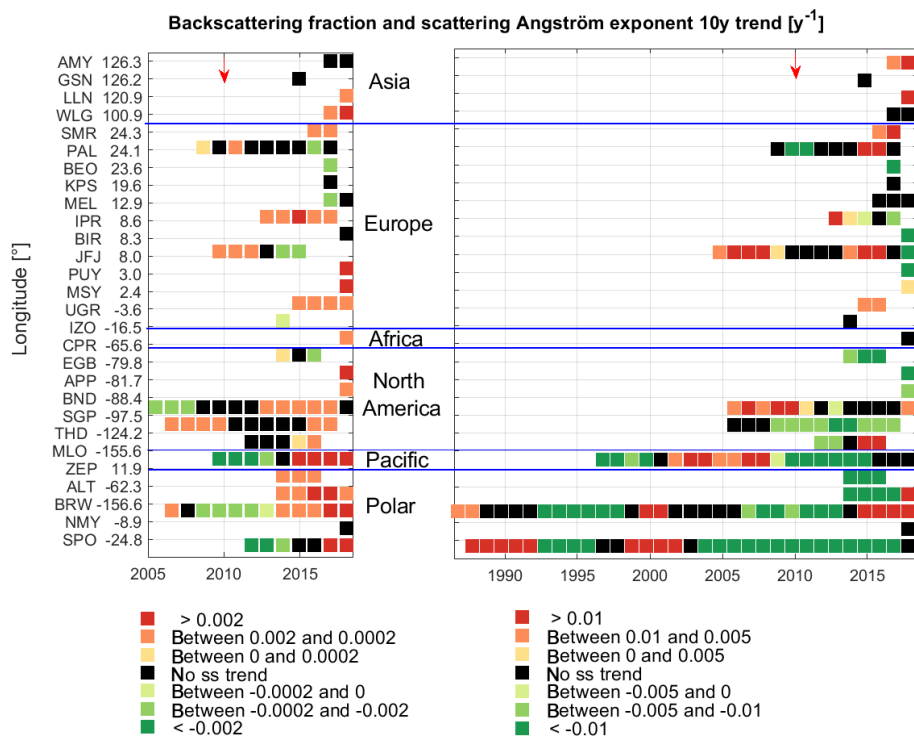 Backscattering fraction and scattering Angström exponent 10y trend [y-1]
Longitude [°]
AMY 126.3
GSN 126.2
LLN 120.9
WLG 100.9
SMR 24.3
PAL 24.1
BEO 23.6
KPS 19.6
MEL 12.9
IPR 8.6
BIR 8.3
JFJ 8.0
PUY 3.0
MSY 2.4
UGR -3.6
IZO -16.5
CPR -65.6
EGB -79.8
APP -81.7
BND -88.4
SGP -97.5
THD -124.2
MLO -155.6
ZEP 11.9
ALT -62.3
BRW -156.6
NMY -8.9
SPO -24.8
Asia
Europe
Africa
North
America
Pacific
Polar
2005 2010 2015
1990 1995 2000 2005 2010 2015
> 0.002
Between 0.002 and 0.0002
Between 0 and 0.0002
No ss trend
Between -0.0002 and 0
Between -0.0002 and -0.002
< -0.002
> 0.01
Between 0.01 and 0.005
Between 0 and 0.005
No ss trend
Between -0.005 and 0
Between -0.005 and -0.01
< -0.01